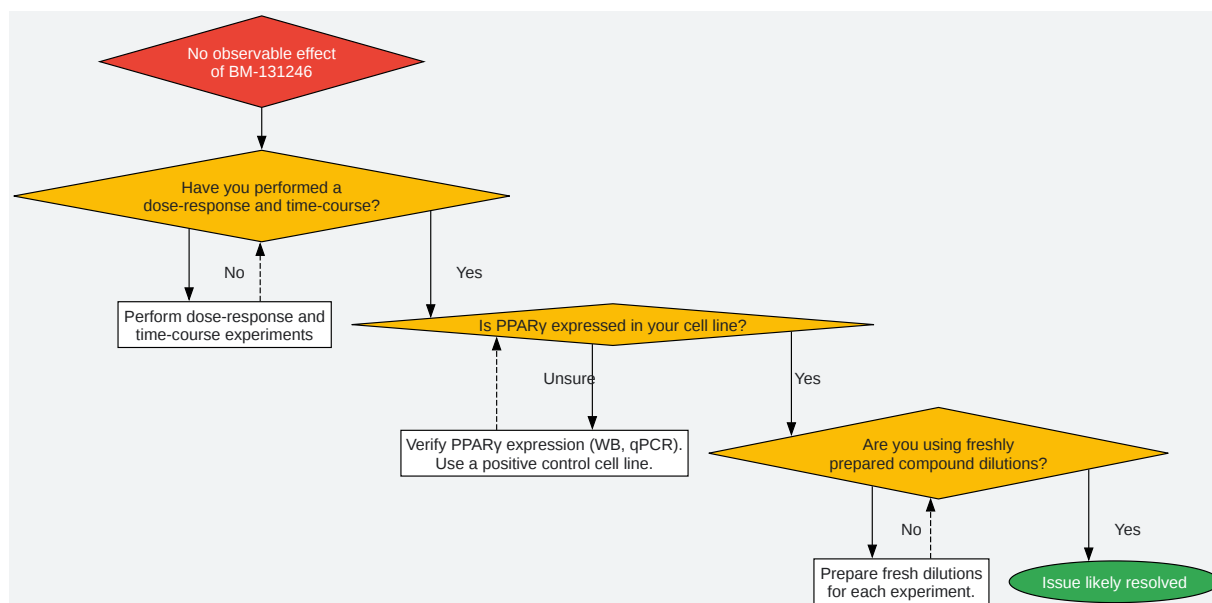 No observable effect
of BM-131246
Have you performed a
dose-response and time-course?
No
Yes
Perform dose-response and
time-course experiments
Is PPARγ expressed in your cell line?
Unsure
Yes
Verify PPARγ expression (WB, qPCR).
Use a positive control cell line.
Are you using freshly
prepared compound dilutions?
No
Yes
Prepare fresh dilutions
for each experiment.
Issue likely resolved